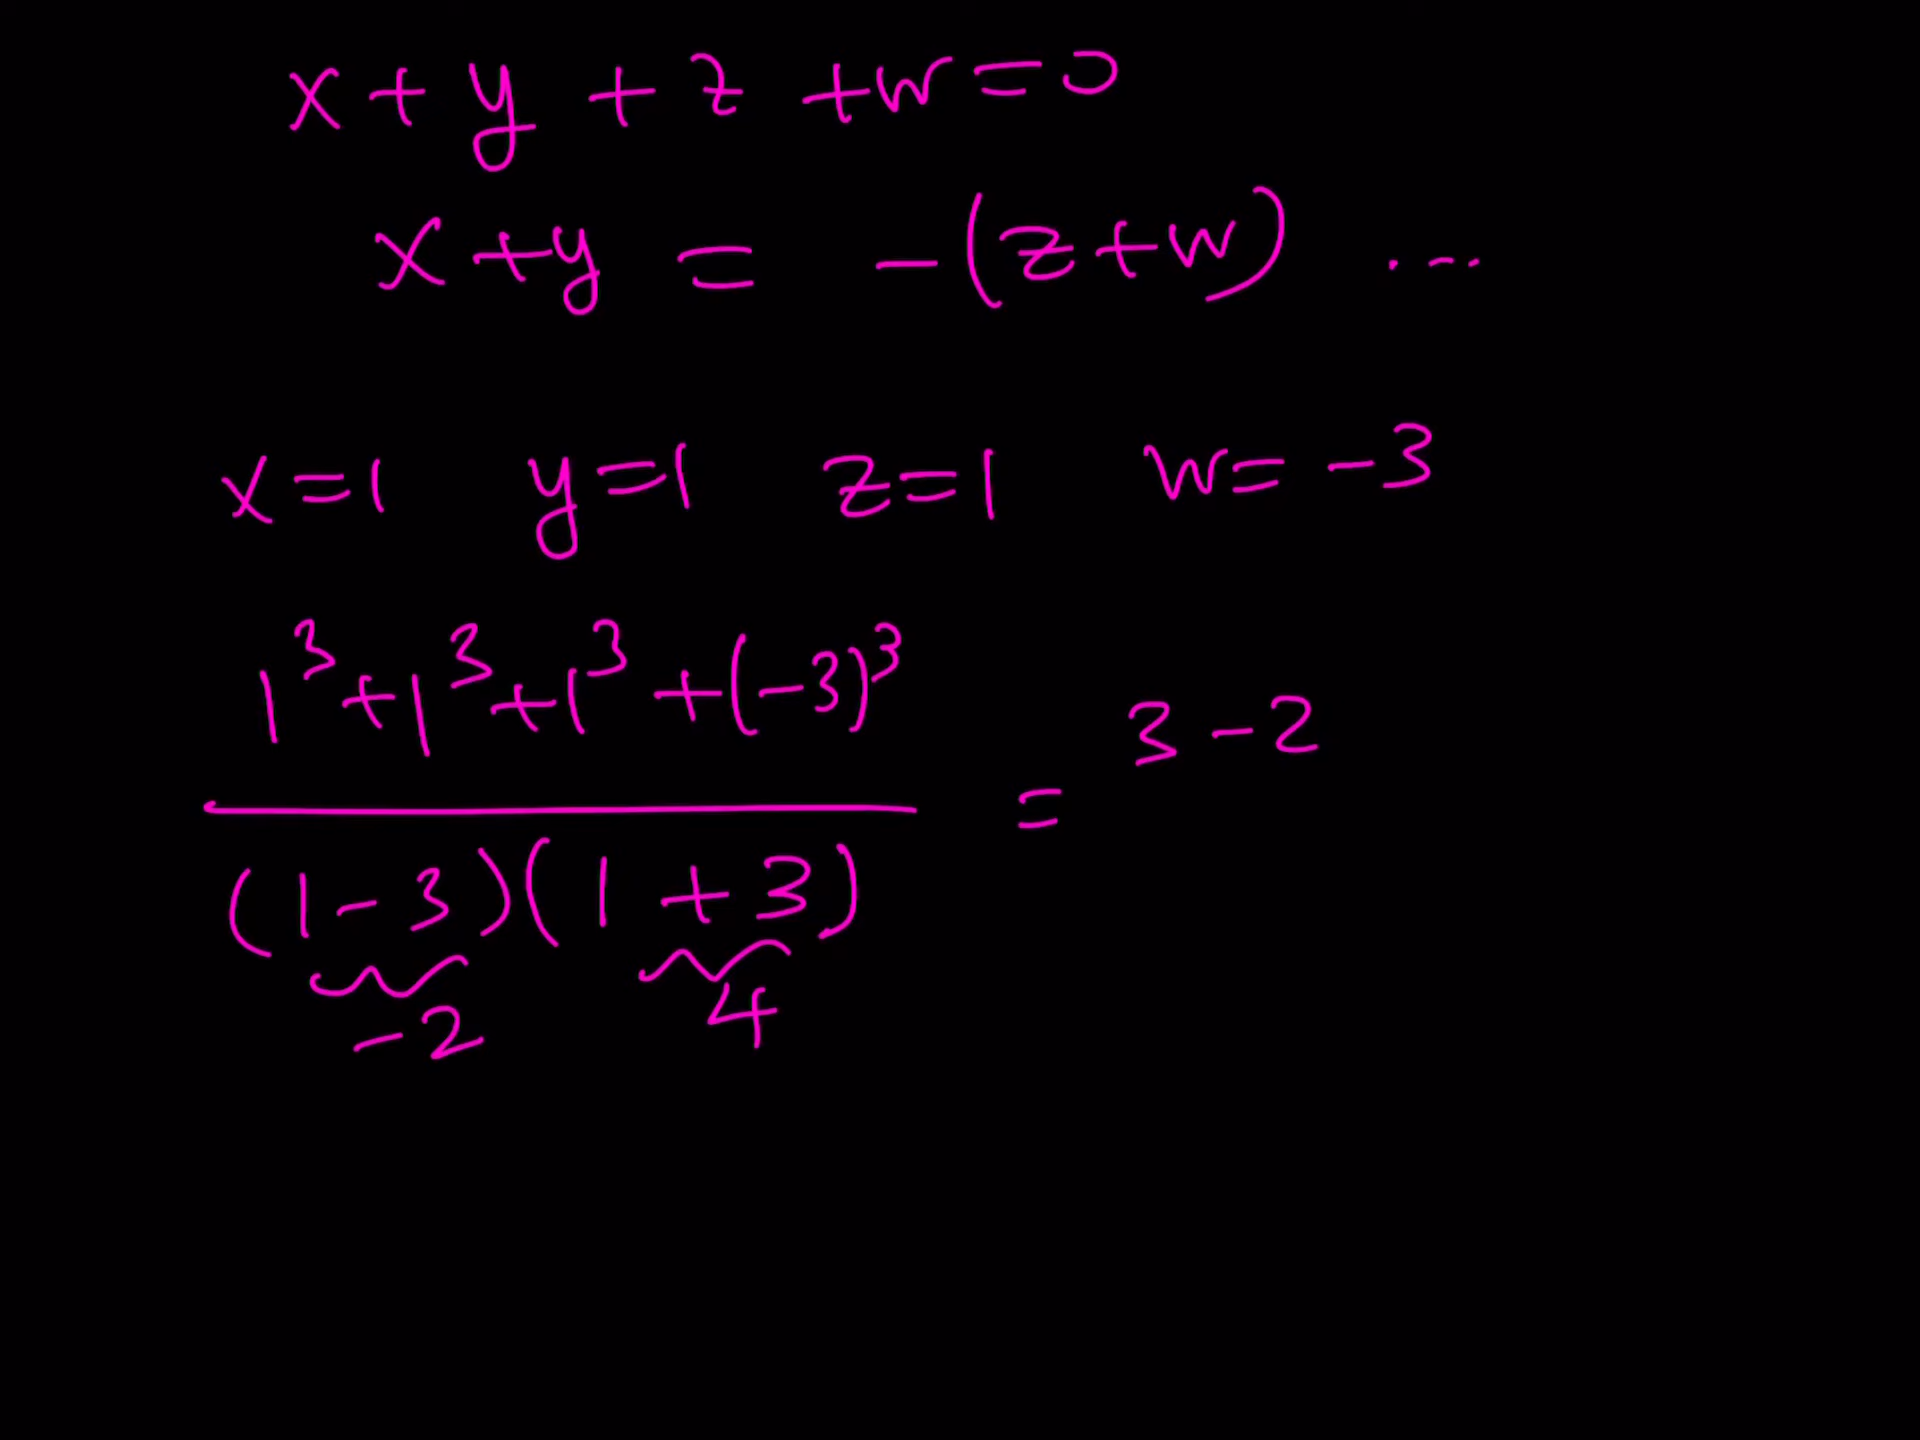 x + y + z + w = 0
x + y = - (z + w) ...
x = 1 y = 1 z = 1 w = -3
1³ + 1³ + 1³ + (-3)³
= 3 - 2
(1 - 3)(1 + 3)
-2 4